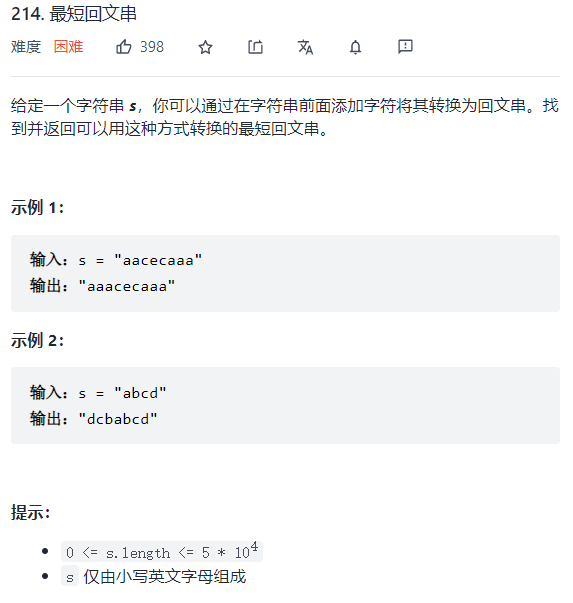 214. 最短回文串
难度 困难 398
给定一个字符串 s，你可以通过在字符串前面添加字符将其转换为回文串。找
到并返回可以用这种方式转换的最短回文串。
示例 1：
输入：s = "aacecaaa"
输出："aaacecaaa"
示例 2：
输入：s = "abcd"
输出："dcbabcd"
提示：
0 <= s.length <= 5 * 10⁴
s 仅由小写英文字母组成